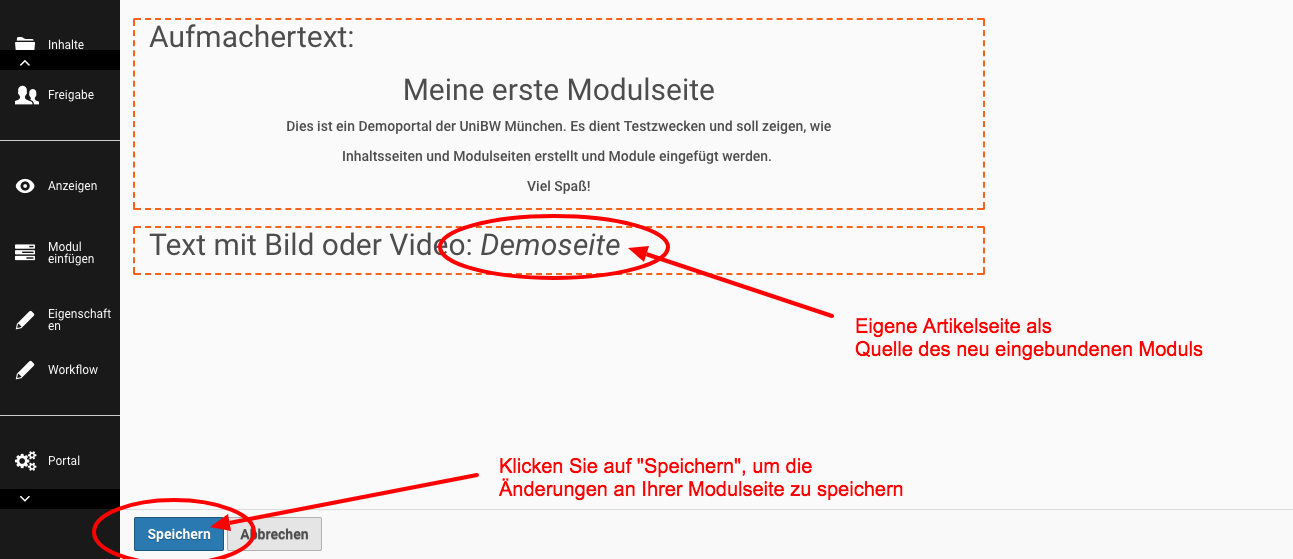 Inhalte
Freigabe
Anzeigen
Modul
einfügen
Eigenschaft
en
Workflow
Portal
Aufmachertext:
Meine erste Modulseite
Dies ist ein Demoportal der UniBW München. Es dient Testzwecken und soll zeigen, wie
Inhaltsseiten und Modulseiten erstellt und Module eingefügt werden.
Viel Spaß!
Text mit Bild oder Video: Demoseite
Eigene Artikelseite als
Quelle des neu eingebundenen Moduls
Klicken Sie auf "Speichern", um die
Änderungen an Ihrer Modulseite zu speichern
Speichern
Abbrechen